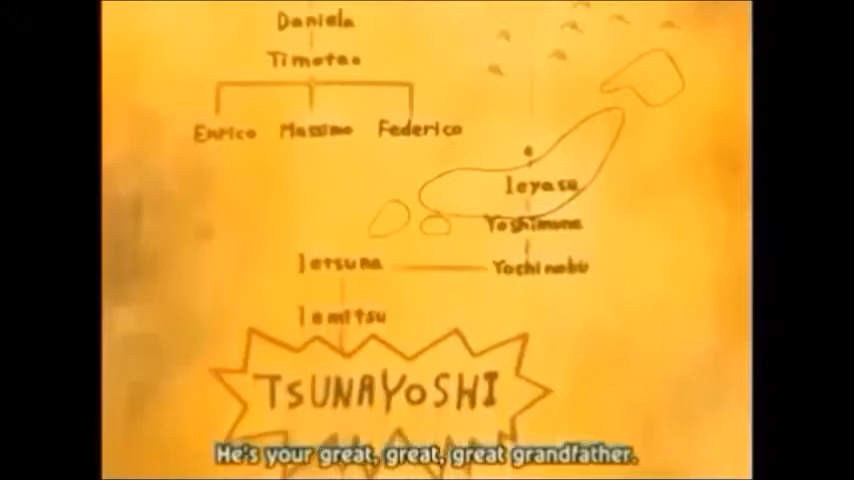 Daniela
Timoteo
Enrico Massimo Federico
Ieyasu
Yoshimune
Ietsuna Yoshinobu
Iemitsu
TSUNAYOSHI
He's your great, great, great grandfather.